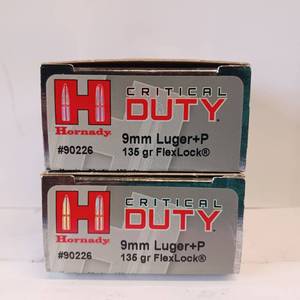 CRITICAL
DUTY
H
Hornady
9mm Luger+P
#90226
135 gr FlexLock®
CRITICAL
DUTY
H
Hornady
9mm Luger+P
#90226
135 gr FlexLock®